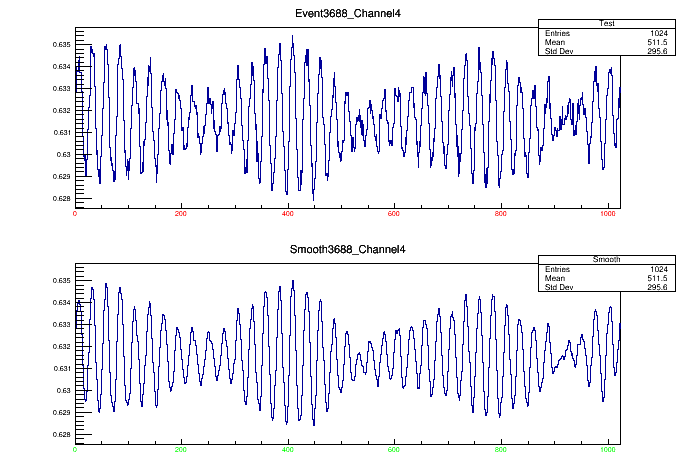 Event3688_Channel4
Test
Entries 1024
Mean 511.5
Std Dev 295.6
0.635
0.634
0.633
0.632
0.631
0.63
0.629
0.628
0 200 400 600 800 1000
Smooth3688_Channel4
Smooth
Entries 1024
Mean 511.5
Std Dev 295.6
0.635
0.634
0.633
0.632
0.631
0.63
0.629
0.628
0 200 400 600 800 1000